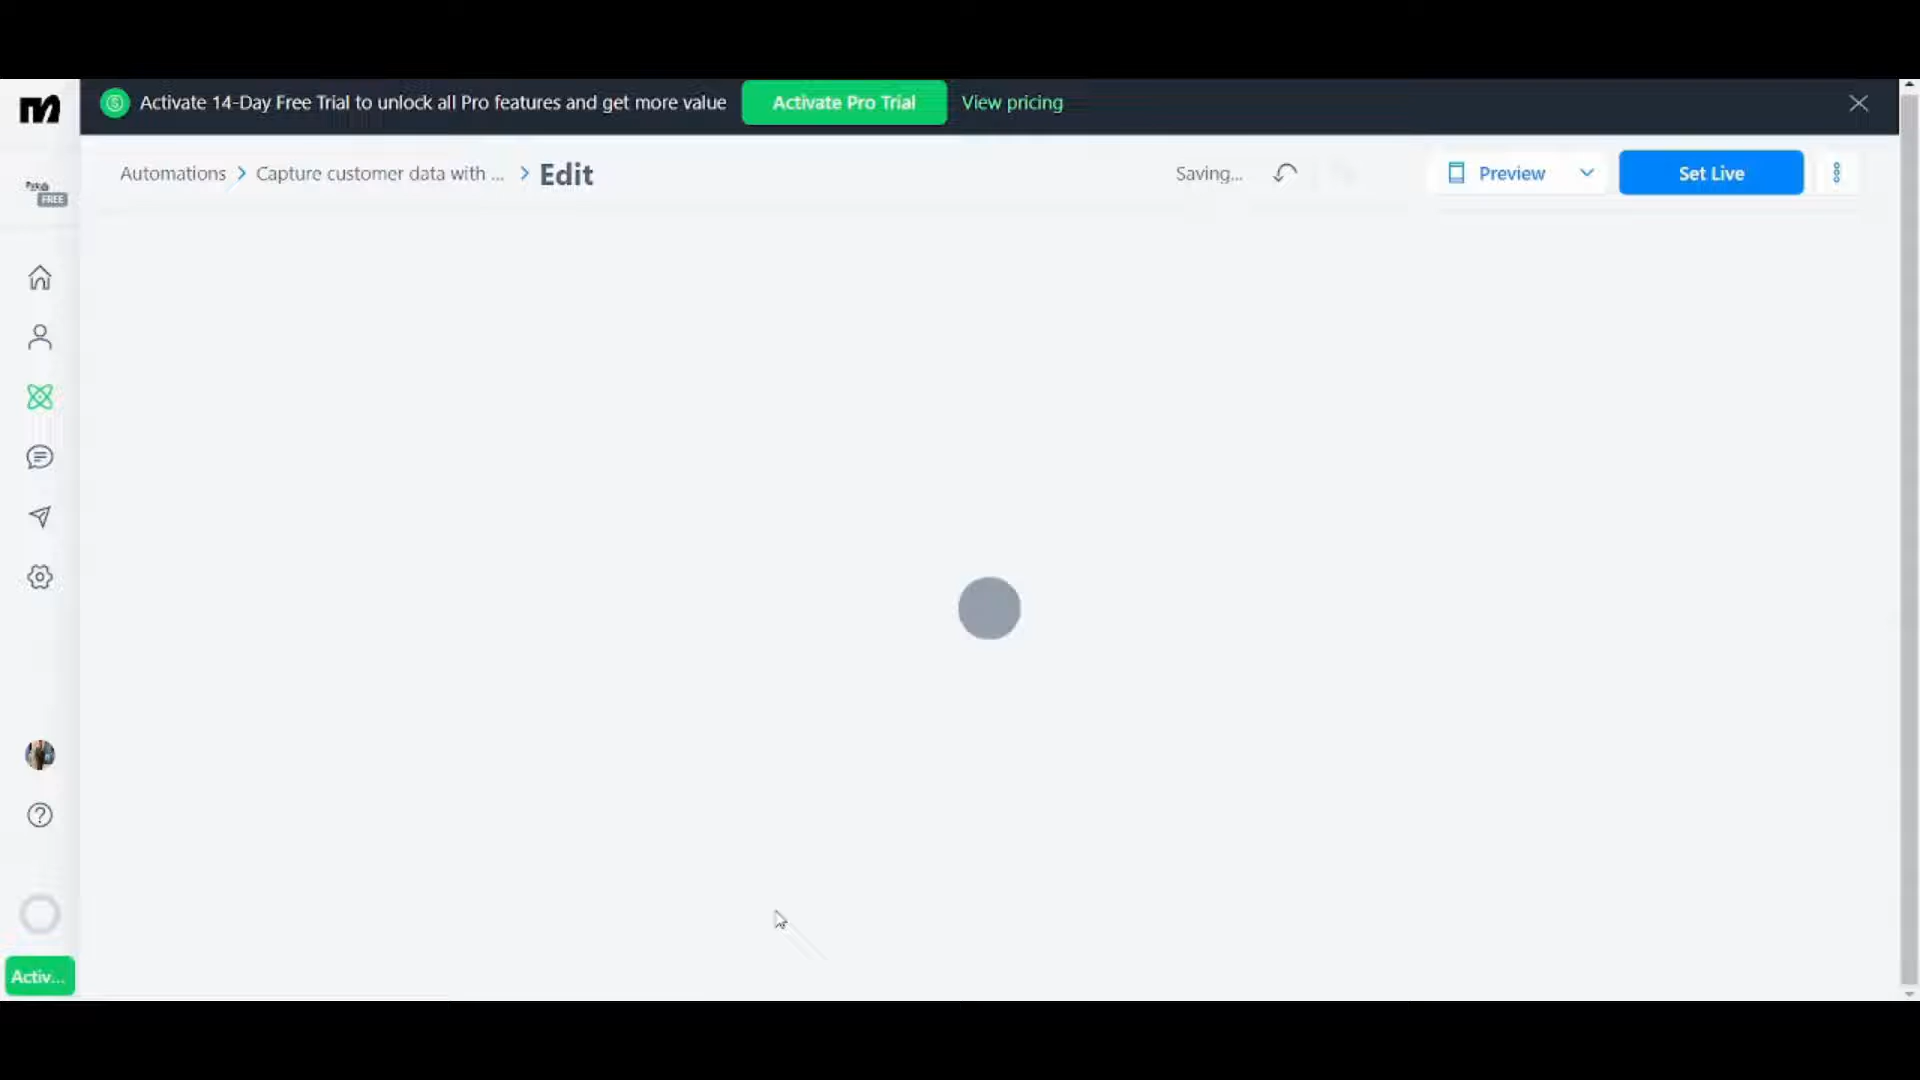 Activate 14-Day Free Trial to unlock all Pro features and get more value
Activate Pro Trial
View pricing
FREE
Automations > Capture customer data with ... > Edit
Saving...
Preview
Set Live
Activ...